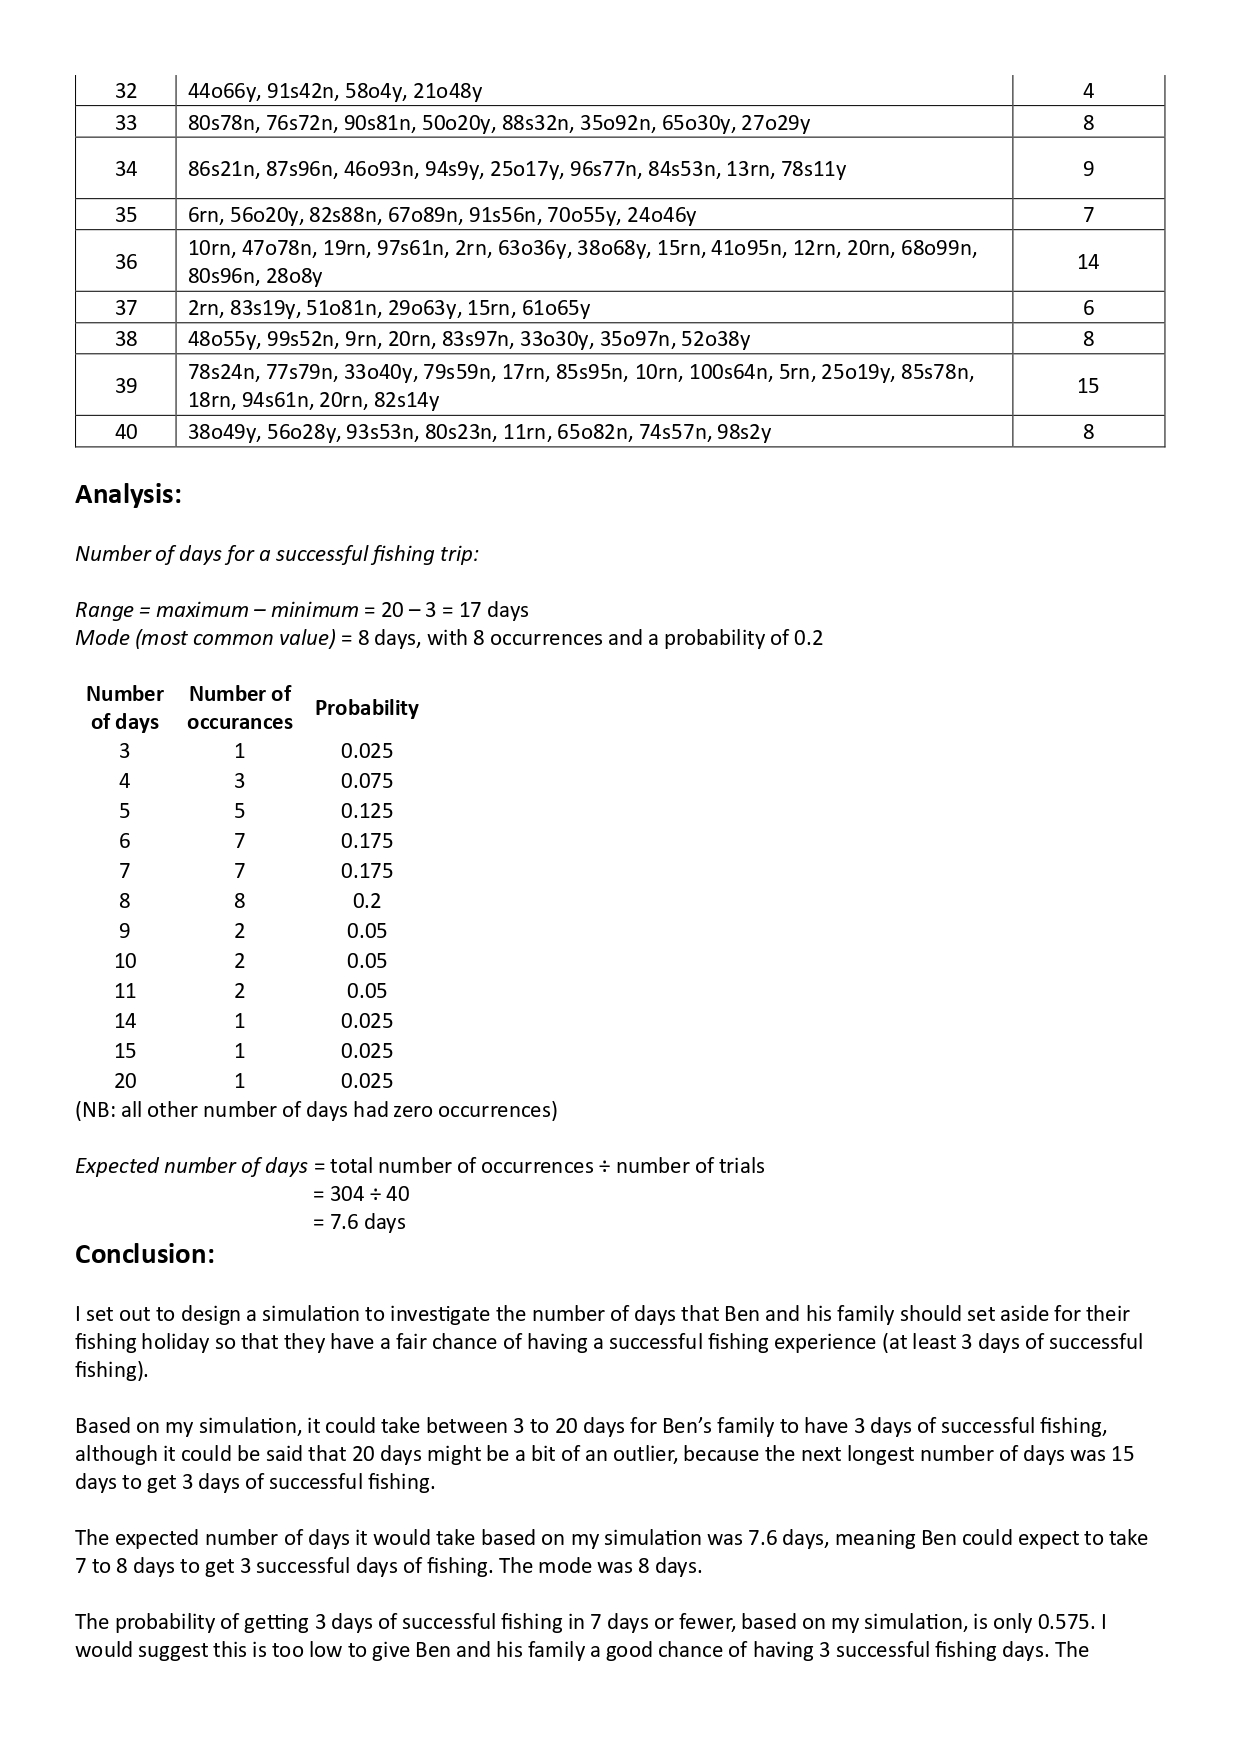 32 44o66y, 91s42n, 58o4y, 21o48y 4
33 80s78n, 76s72n, 90s81n, 50o20y, 88s32n, 35o92n, 65o30y, 27o29y 8
34 86s21n, 87s96n, 46o93n, 94s9y, 25o17y, 96s77n, 84s53n, 13rn, 78s11y 9
35 6rn, 56o20y, 82s88n, 67o89n, 91s56n, 70o55y, 24o46y 7
36 10rn, 47o78n, 19rn, 97s61n, 2rn, 63o36y, 38o68y, 15rn, 41o95n, 12rn, 20rn, 68o99n,
80s96n, 28o8y 14
37 2rn, 83s19y, 51o81n, 29o63y, 15rn, 61o65y 6
38 48o55y, 99s52n, 9rn, 20rn, 83s97n, 33o30y, 35o97n, 52o38y 8
39 78s24n, 77s79n, 33o40y, 79s59n, 17rn, 85s95n, 10rn, 100s64n, 5rn, 25o19y, 85s78n,
18rn, 94s61n, 20rn, 82s14y 15
40 38o49y, 56o28y, 93s53n, 80s23n, 11rn, 65o82n, 74s57n, 98s2y 8
Analysis:
Number of days for a successful fishing trip:
Range = maximum – minimum = 20 – 3 = 17 days
Mode (most common value) = 8 days, with 8 occurrences and a probability of 0.2
Number of days Number of occurances Probability
3 1 0.025
4 3 0.075
5 5 0.125
6 7 0.175
7 7 0.175
8 8 0.2
9 2 0.05
10 2 0.05
11 2 0.05
14 1 0.025
15 1 0.025
20 1 0.025
(NB: all other number of days had zero occurrences)
Expected number of days = total number of occurrences ÷ number of trials
= 304 ÷ 40
= 7.6 days
Conclusion:
I set out to design a simulation to investigate the number of days that Ben and his family should set aside for their
fishing holiday so that they have a fair chance of having a successful fishing experience (at least 3 days of successful
fishing).
Based on my simulation, it could take between 3 to 20 days for Ben’s family to have 3 days of successful fishing,
although it could be said that 20 days might be a bit of an outlier, because the next longest number of days was 15
days to get 3 days of successful fishing.
The expected number of days it would take based on my simulation was 7.6 days, meaning Ben could expect to take
7 to 8 days to get 3 successful days of fishing. The mode was 8 days.
The probability of getting 3 days of successful fishing in 7 days or fewer, based on my simulation, is only 0.575. I
would suggest this is too low to give Ben and his family a good chance of having 3 successful fishing days. The